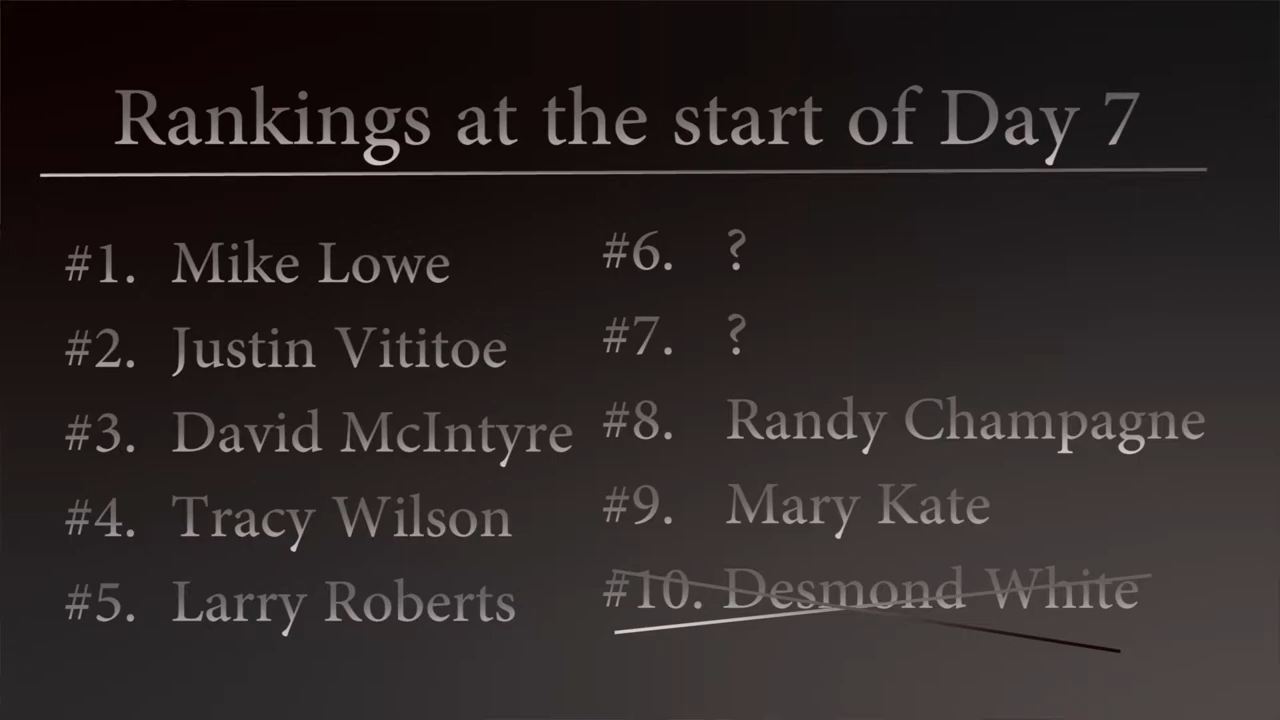 Rankings at the start of Day 7
#1. Mike Lowe
#2. Justin Vititoe
#3. David McIntyre
#4. Tracy Wilson
#5. Larry Roberts
#6. ?
#7. ?
#8. Randy Champagne
#9. Mary Kate
#10. Desmond White